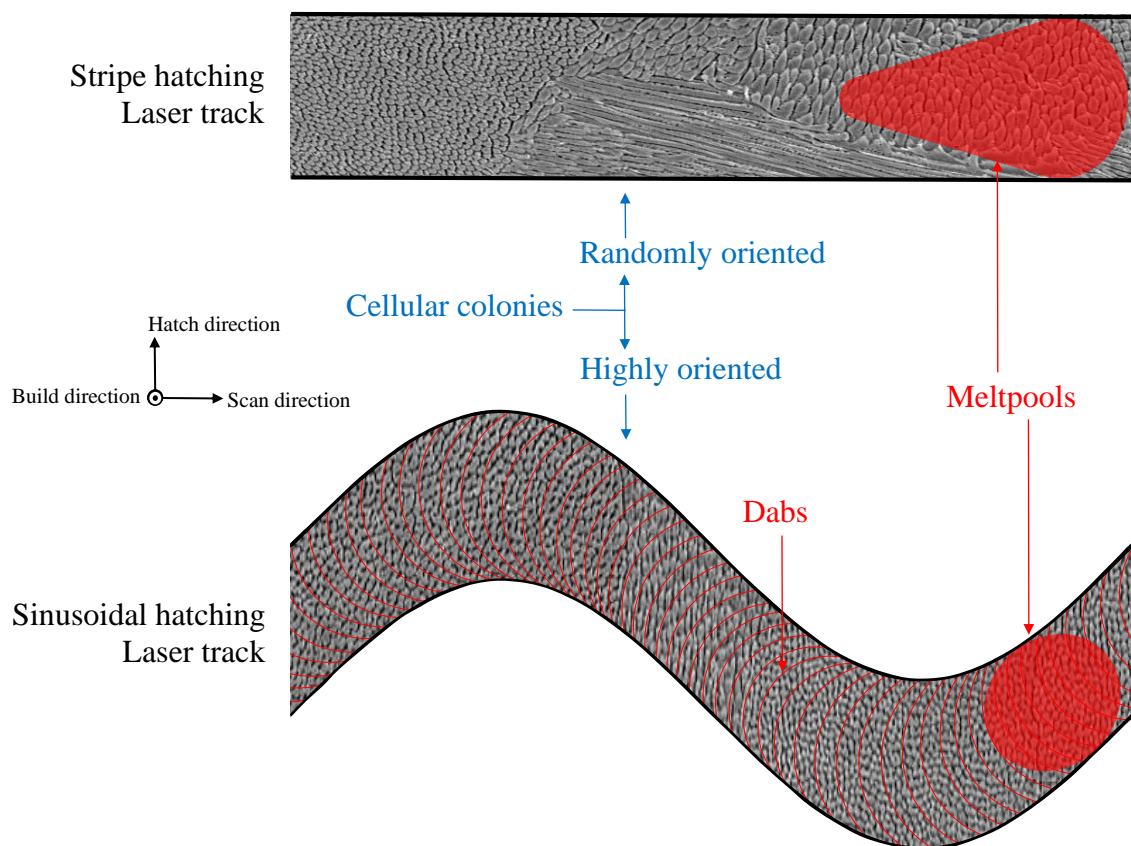 Stripe hatching
Laser track
Randomly oriented
Cellular colonies
Highly oriented
Hatch direction
Build direction
Scan direction
Meltpools
Dabs
Sinusoidal hatching
Laser track